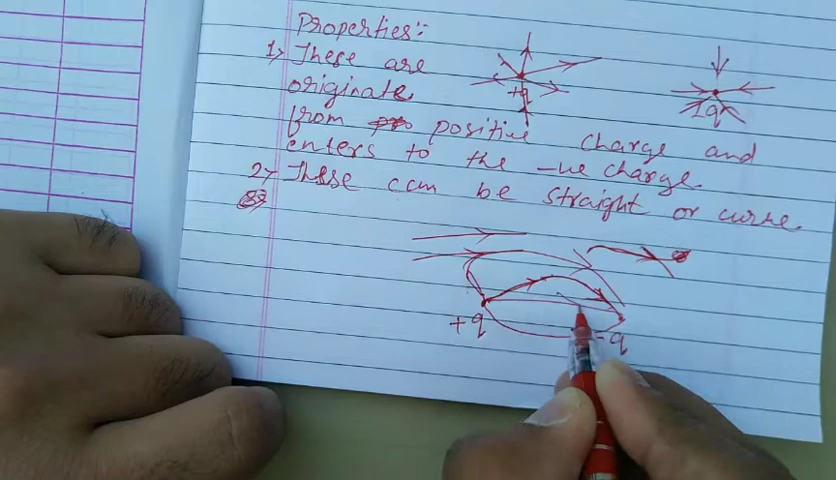 Properties:-
1) These are
originate
+q
-q
from positive charge and
enters to the -ve charge.
2) These can be straight or curve.
+q
-q